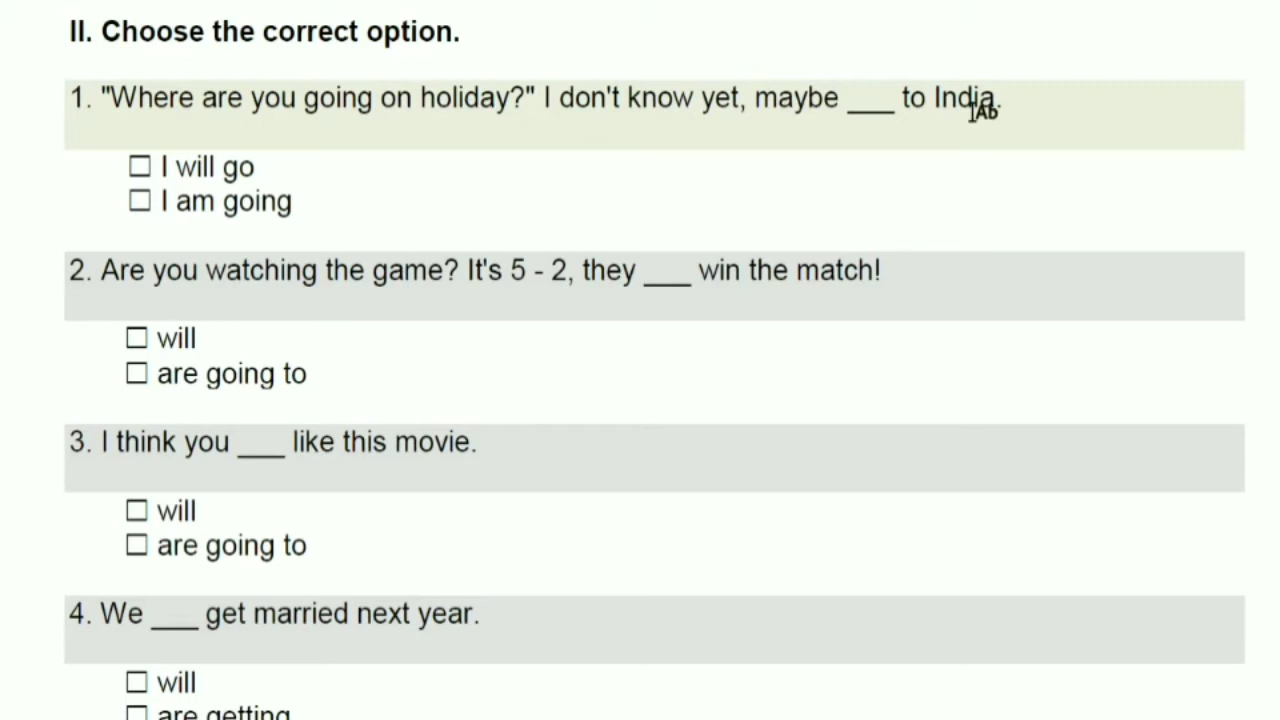 II. Choose the correct option.
1. "Where are you going on holiday?" I don't know yet, maybe ___ to India.
Ab
☐ I will go
☐ I am going
2. Are you watching the game? It's 5 - 2, they ___ win the match!
☐ will
☐ are going to
3. I think you ___ like this movie.
☐ will
☐ are going to
4. We ___ get married next year.
☐ will
☐ are getting